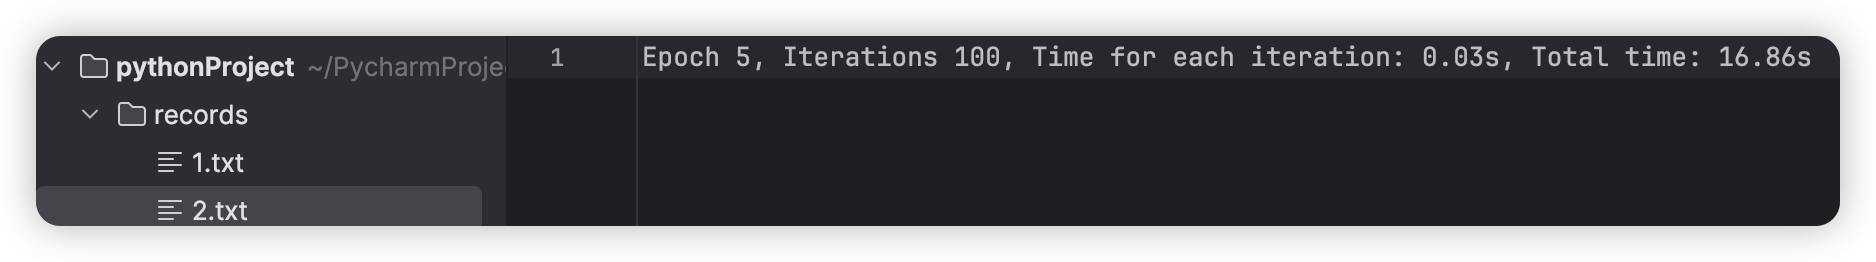 pythonProject ~/PycharmProje
records
1.txt
2.txt
1
Epoch 5, Iterations 100, Time for each iteration: 0.03s, Total time: 16.86s